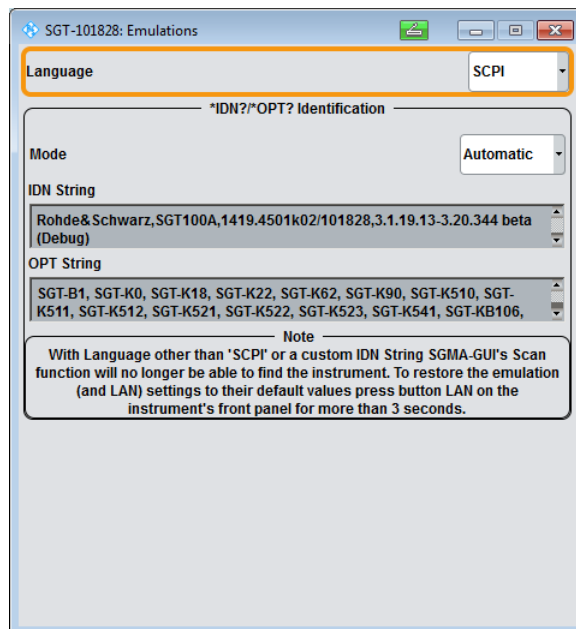 SGT-101828: Emulations
Language SCPI
*IDN?/*OPT? Identification
Mode Automatic
IDN String
Rohde&Schwarz,SGT100A,1419.4501k02/101828,3.1.19.13-3.20.344 beta
(Debug)
OPT String
SGT-B1, SGT-K0, SGT-K18, SGT-K22, SGT-K62, SGT-K90, SGT-K510, SGT-
K511, SGT-K512, SGT-K521, SGT-K522, SGT-K523, SGT-K541, SGT-KB106,
Note
With Language other than 'SCPI' or a custom IDN String SGMA-GUI's Scan
function will no longer be able to find the instrument. To restore the emulation
(and LAN) settings to their default values press button LAN on the
instrument's front panel for more than 3 seconds.